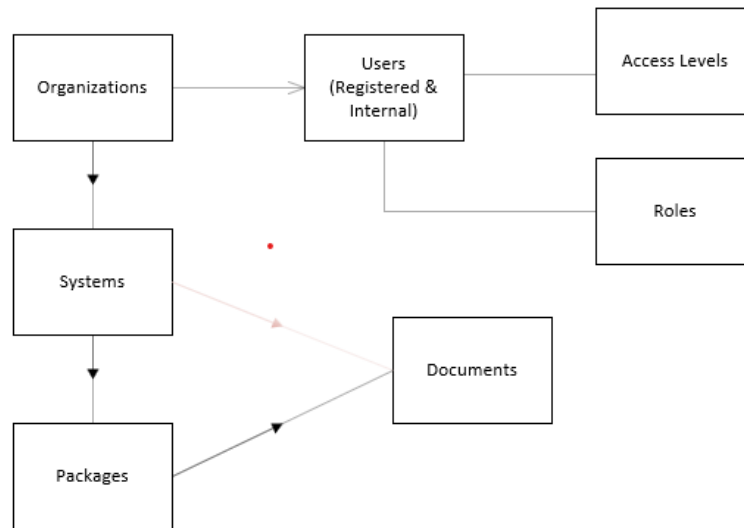 Organizations
Users
(Registered &
Internal)
Access Levels
Roles
Systems
Documents
Packages